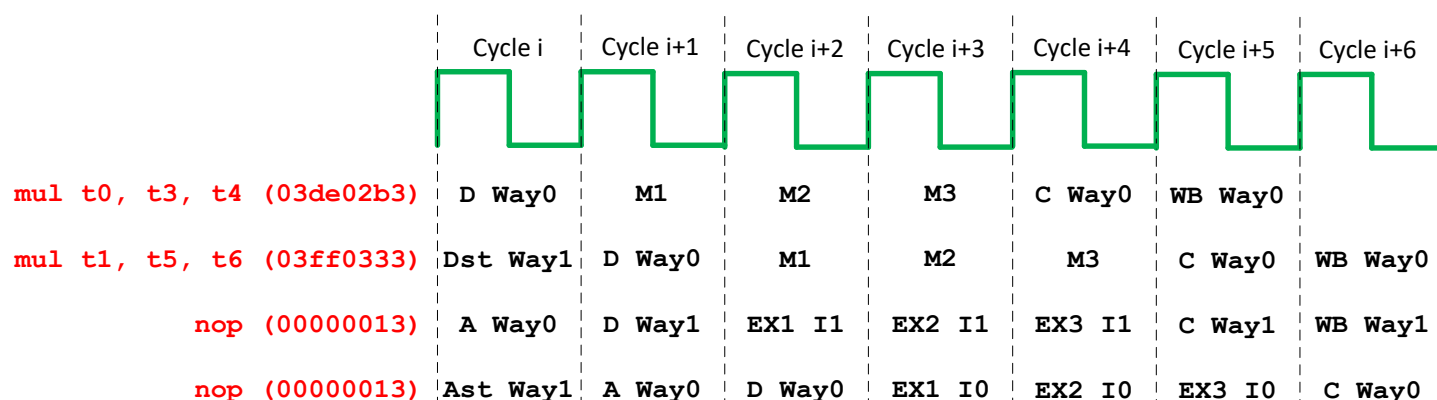 Cycle i Cycle i+1 Cycle i+2 Cycle i+3 Cycle i+4 Cycle i+5 Cycle i+6
mul t0, t3, t4 (03de02b3) D Way0 M1 M2 M3 C Way0 WB Way0
mul t1, t5, t6 (03ff0333) Dst Way1 D Way0 M1 M2 M3 C Way0 WB Way0
nop (00000013) A Way0 D Way1 EX1 I1 EX2 I1 EX3 I1 C Way1 WB Way1
nop (00000013) Ast Way1 A Way0 D Way0 EX1 I0 EX2 I0 EX3 I0 C Way0